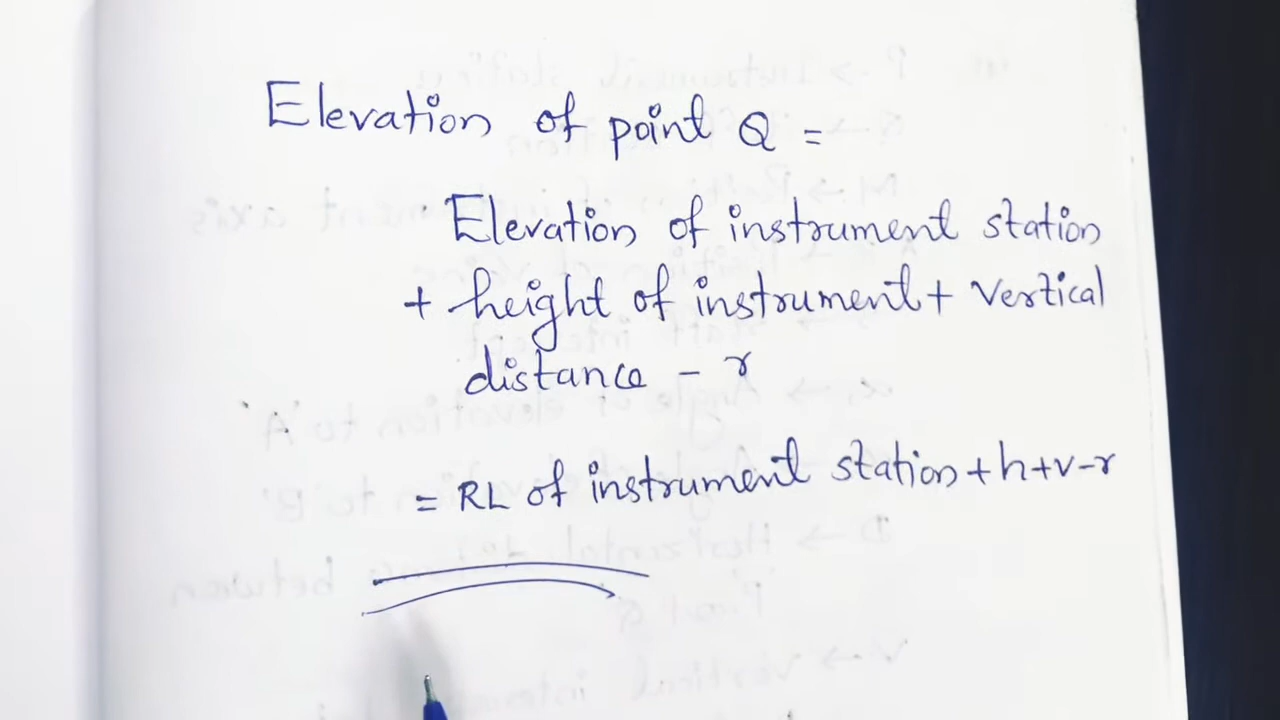 Elevation of point Q =
Elevation of instrument station
+ height of instrument + vertical
distance - r
= RL of instrument station + h + v - r